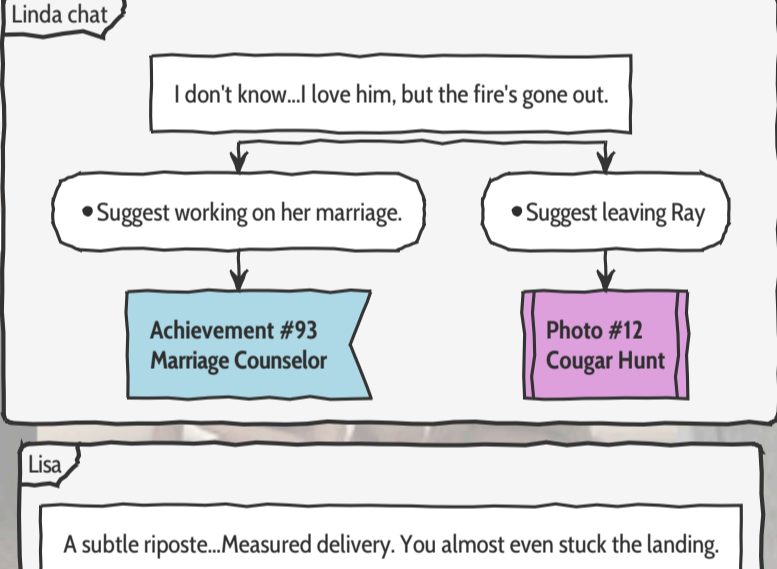 Linda chat
I don't know...I love him, but the fire's gone out.
•Suggest working on her marriage.
•Suggest leaving Ray
Achievement #93
Marriage Counselor
Photo #12
Cougar Hunt
Lisa
A subtle riposte...Measured delivery. You almost even stuck the landing.